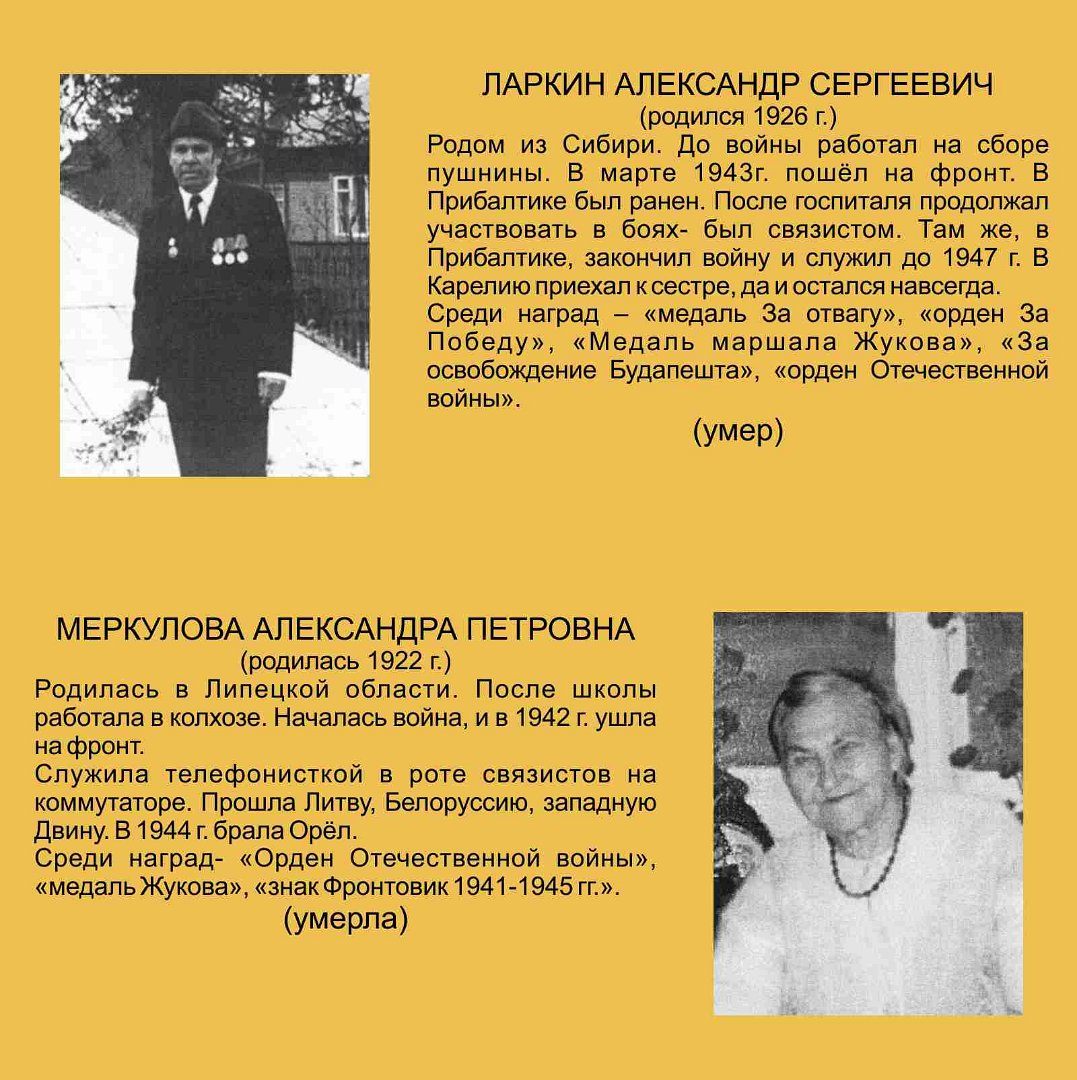 ЛАРКИН АЛЕКСАНДР СЕРГЕЕВИЧ
(родился 1926 г.)
Родом из Сибири. До войны работал на сборе
пушнины. В марте 1943г. пошёл на фронт. В
Прибалтике был ранен. После госпиталя продолжал
участвовать в боях- был связистом. Там же, в
Прибалтике, закончил войну и служил до 1947 г. В
Карелию приехал к сестре, да и остался навсегда.
Среди наград – «медаль За отвагу», «орден За
Победу», «Медаль маршала Жукова», «За
освобождение Будапешта», «орден Отечественной
войны».
(умер)
МЕРКУЛОВА АЛЕКСАНДРА ПЕТРОВНА
(родилась 1922 г.)
Родилась в Липецкой области. После школы
работала в колхозе. Началась война, и в 1942 г. ушла
на фронт.
Служила телефонисткой в роте связистов на
коммутаторе. Прошла Литву, Белоруссию, западную
Двину. В 1944 г. брала Орёл.
Среди наград- «Орден Отечественной войны»,
«медаль Жукова», «знак Фронтовик 1941-1945 гг.».
(умерла)